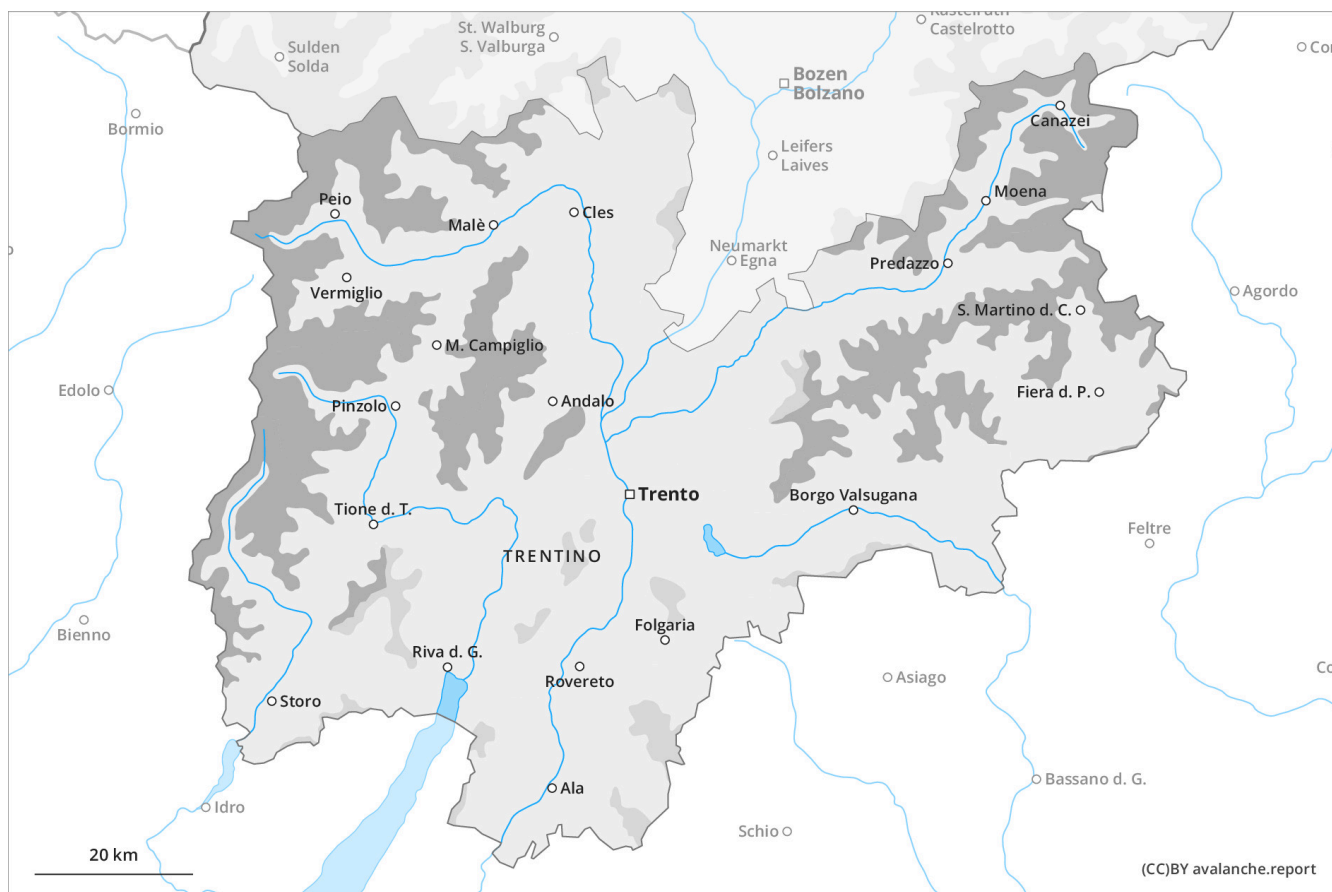 Kastelruth
Castelrotto
St. Walburg
S. Valburga
Sulden
Solda
Bozen
Bolzano
Bormio
Canazei
Leifers
Laives
Moena
Peio
Malè
Cles
Neumarkt
Egna
Predazzo
Vermiglio
Agordo
S. Martino d. C.
M. Campiglio
Edolo
Pinzolo
Andalo
Fiera d. P.
Trento
Borgo Valsugana
Tione d. T.
Feltre
TRENTINO
Bienno
Folgaria
Riva d. G.
Rovereto
Asiago
Storo
Bassano d. G.
Ala
Idro
Schio
20 km
(CC)BY avalanche.report